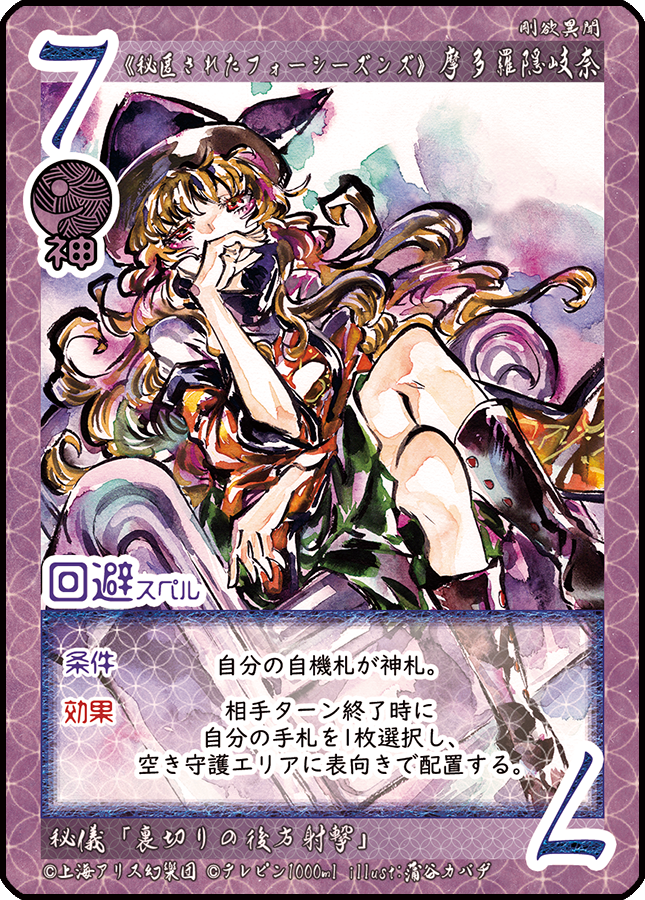 剛欲異聞
7
《秘匿されたフォーシーズンズ》 摩多羅隠岐奈
神
回避スペル
条件 自分の自機札が神札。
効果 相手ターン終了時に
自分の手札を1枚選択し、
空き守護エリアに表向きで配置する。
秘儀「裏切りの後方射撃」
7
©上海アリス幻樂団 ©テレピン1000ml illust:蒲谷カバヂ